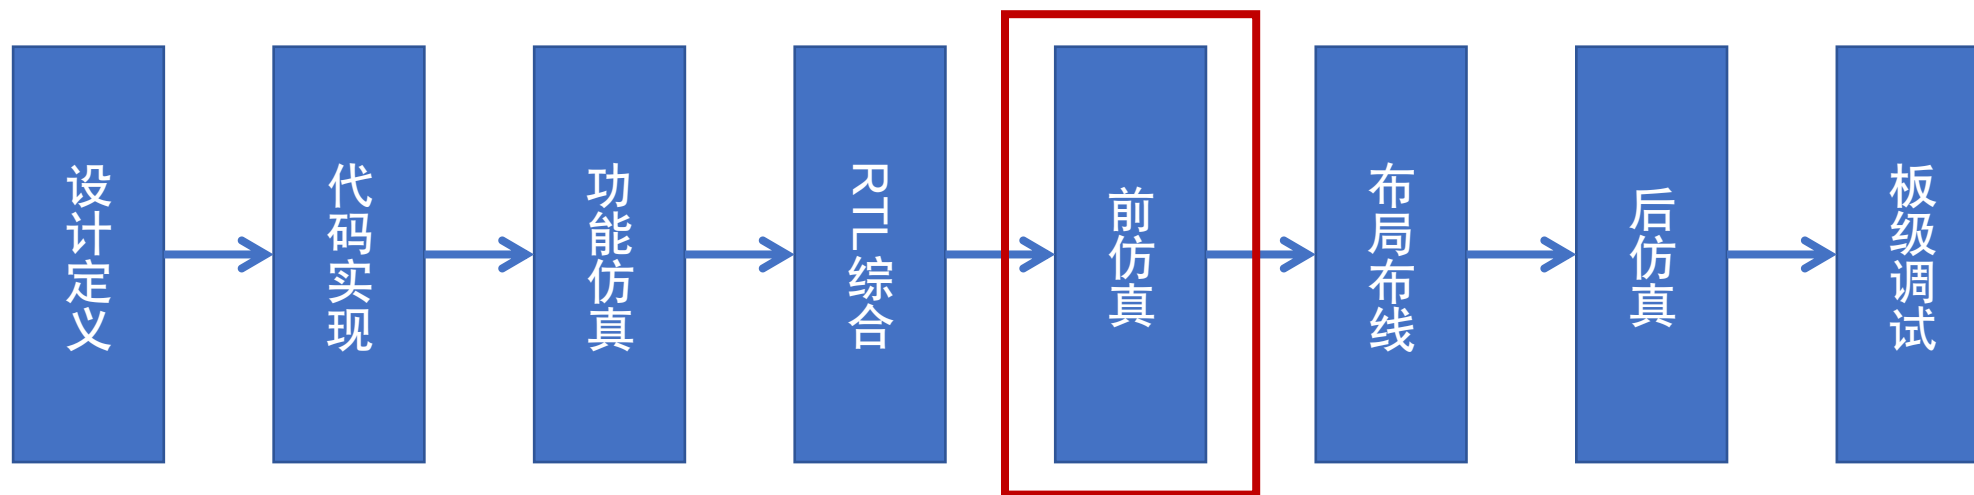 设计定义
代码实现
功能仿真
RTL综合
前仿真
布局布线
后仿真
板级调试